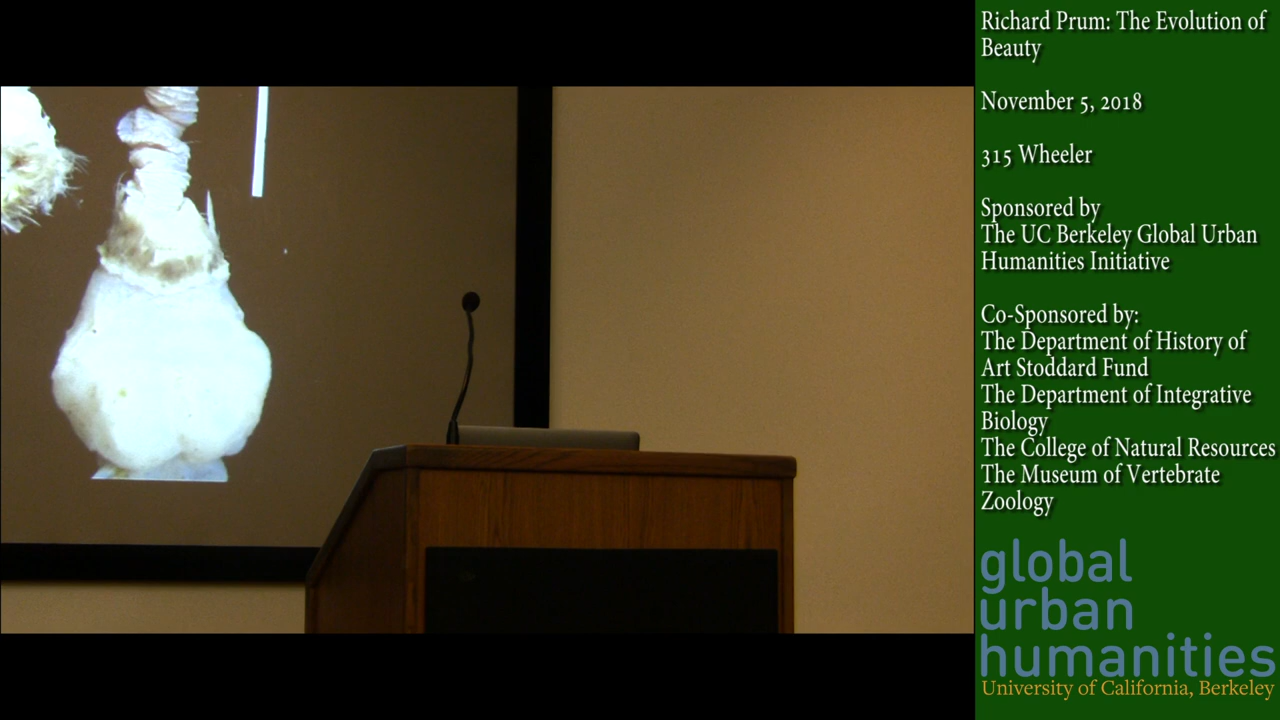 Richard Prum: The Evolution of
Beauty
November 5, 2018
315 Wheeler
Sponsored by
The UC Berkeley Global Urban
Humanities Initiative
Co-Sponsored by:
The Department of History of
Art Stoddard Fund
The Department of Integrative
Biology
The College of Natural Resources
The Museum of Vertebrate
Zoology
global
urban
humanities
University of California, Berkeley